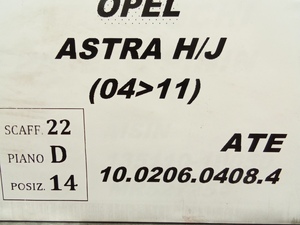 OPEL
ASTRA H/J
(04>11)
SCAFF. 22
PIANO D
POSIZ. 14
ATE
10.0206.0408.4